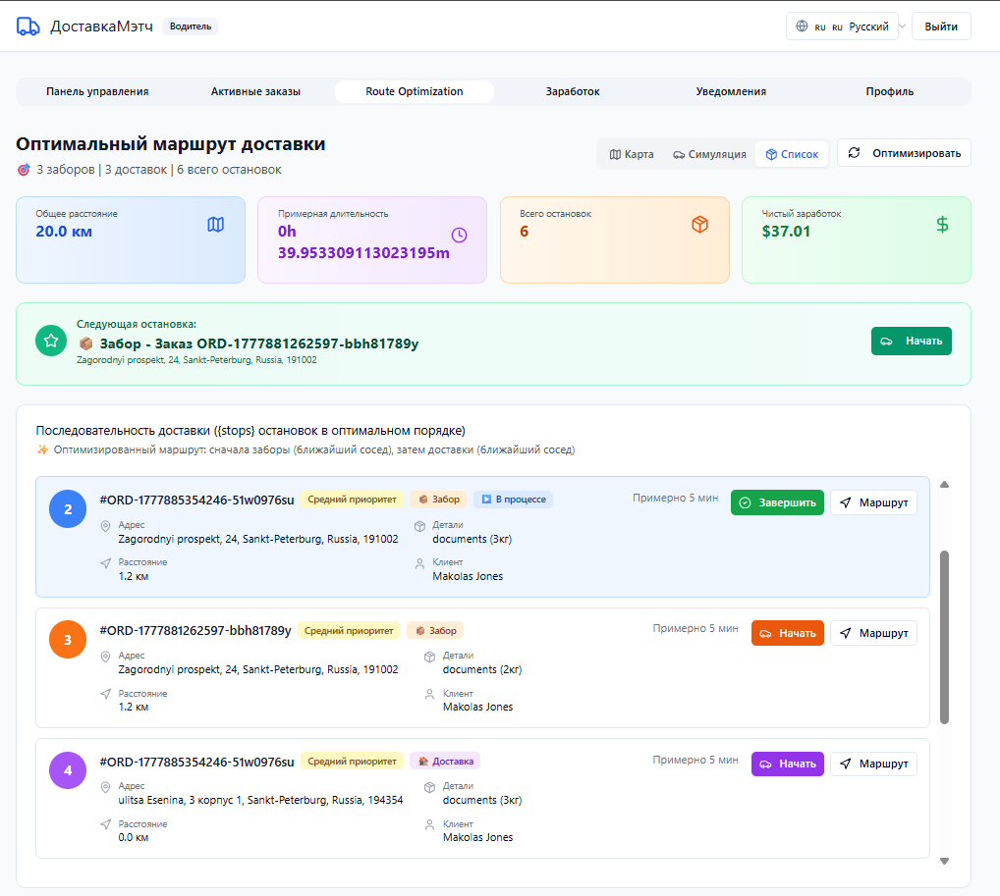 ДоставкаМэтч
Водитель
RU RU Русский
Выйти
Панель управления
Активные заказы
Route Optimization
Заработок
Уведомления
Профиль
Оптимальный маршрут доставки
3 заборов | 3 доставок | 6 всего остановок
Карта
Симуляция
Список
Оптимизировать
Общее расстояние
20.0 км
Примерная длительность
0h
39.953309113023195m
Всего остановок
6
Чистый заработок
$37.01
Следующая остановка:
Забор - Заказ ORD-1777881262597-bbh81789y
Zagorodnyi prospekt, 24, Sankt-Peterburg, Russia, 191002
Начать
Последовательность доставки ({stops} остановок в оптимальном порядке)
Оптимизированный маршрут: сначала заборы (ближайший сосед), затем доставки (ближайший сосед)
2
#ORD-1777885354246-51w0976su Средний приоритет Забор В процессе
Примерно 5 мин
Завершить
Маршрут
Адрес
Zagorodnyi prospekt, 24, Sankt-Peterburg, Russia, 191002
Детали
documents (3кг)
Расстояние
1.2 км
Клиент
Makolas Jones
3
#ORD-1777881262597-bbh81789y Средний приоритет Забор
Примерно 5 мин
Начать
Маршрут
Адрес
Zagorodnyi prospekt, 24, Sankt-Peterburg, Russia, 191002
Детали
documents (2кг)
Расстояние
1.2 км
Клиент
Makolas Jones
4
#ORD-1777885354246-51w0976su Средний приоритет Доставка
Примерно 5 мин
Начать
Маршрут
Адрес
ulitsa Esenina, 3 корпус 1, Sankt-Peterburg, Russia, 194354
Детали
documents (3кг)
Расстояние
0.0 км
Клиент
Makolas Jones